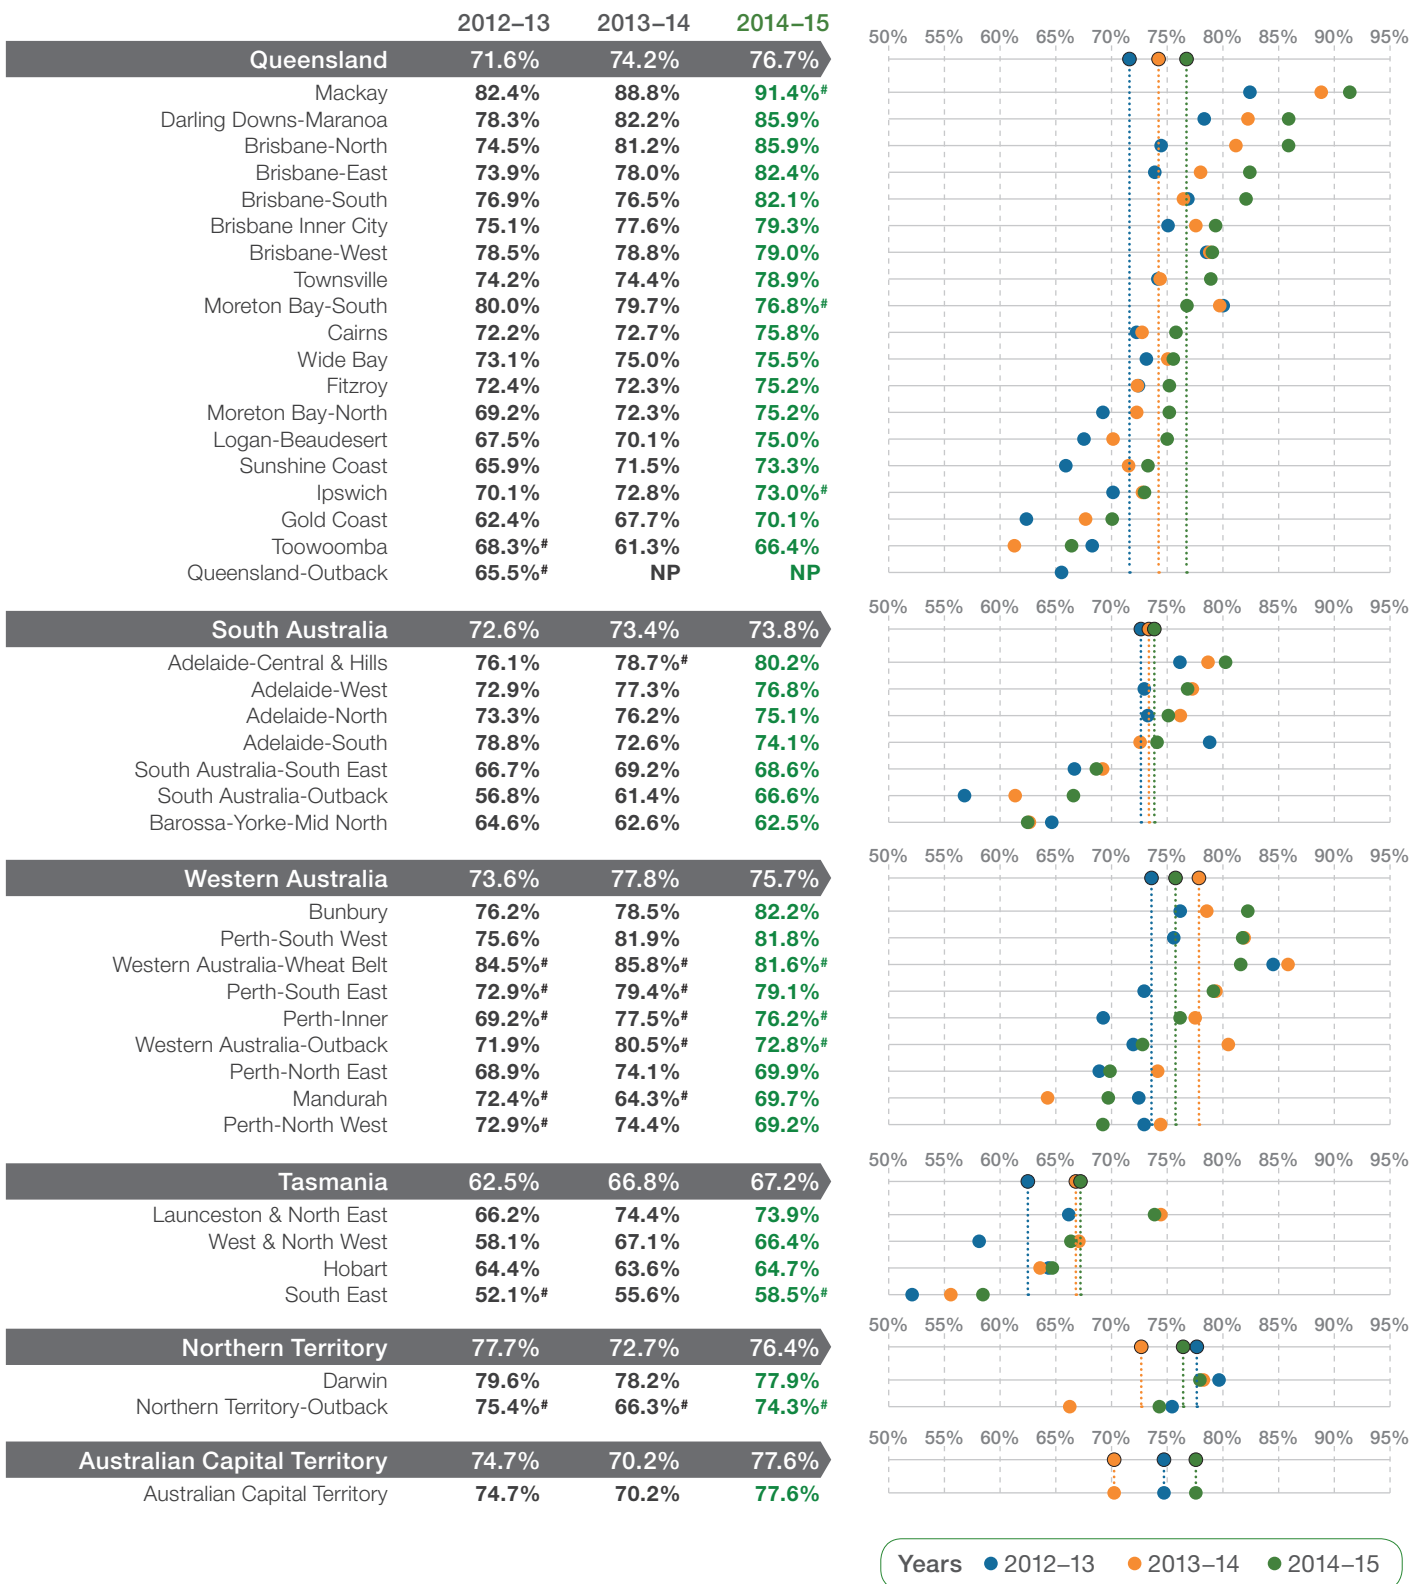 2012–13 2013–14 2014–15
50% 55% 60% 65% 70% 75% 80% 85% 90% 95%
Queensland 71.6% 74.2% 76.7%
Mackay 82.4% 88.8% 91.4%#
Darling Downs-Maranoa 78.3% 82.2% 85.9%
Brisbane-North 74.5% 81.2% 85.9%
Brisbane-East 73.9% 78.0% 82.4%
Brisbane-South 76.9% 76.5% 82.1%
Brisbane Inner City 75.1% 77.6% 79.3%
Brisbane-West 78.5% 78.8% 79.0%
Townsville 74.2% 74.4% 78.9%
Moreton Bay-South 80.0% 79.7% 76.8%#
Cairns 72.2% 72.7% 75.8%
Wide Bay 73.1% 75.0% 75.5%
Fitzroy 72.4% 72.3% 75.2%
Moreton Bay-North 69.2% 72.3% 75.2%
Logan-Beaudesert 67.5% 70.1% 75.0%
Sunshine Coast 65.9% 71.5% 73.3%
Ipswich 70.1% 72.8% 73.0%#
Gold Coast 62.4% 67.7% 70.1%
Toowoomba 68.3%# 61.3% 66.4%
Queensland-Outback 65.5%# NP NP
50% 55% 60% 65% 70% 75% 80% 85% 90% 95%
South Australia 72.6% 73.4% 73.8%
Adelaide-Central & Hills 76.1% 78.7%# 80.2%
Adelaide-West 72.9% 77.3% 76.8%
Adelaide-North 73.3% 76.2% 75.1%
Adelaide-South 78.8% 72.6% 74.1%
South Australia-South East 66.7% 69.2% 68.6%
South Australia-Outback 56.8% 61.4% 66.6%
Barossa-Yorke-Mid North 64.6% 62.6% 62.5%
50% 55% 60% 65% 70% 75% 80% 85% 90% 95%
Western Australia 73.6% 77.8% 75.7%
Bunbury 76.2% 78.5% 82.2%
Perth-South West 75.6% 81.9% 81.8%
Western Australia-Wheat Belt 84.5%# 85.8%# 81.6%#
Perth-South East 72.9%# 79.4%# 79.1%
Perth-Inner 69.2%# 77.5%# 76.2%#
Western Australia-Outback 71.9% 80.5%# 72.8%#
Perth-North East 68.9% 74.1% 69.9%
Mandurah 72.4%# 64.3%# 69.7%
Perth-North West 72.9%# 74.4% 69.2%
50% 55% 60% 65% 70% 75% 80% 85% 90% 95%
Tasmania 62.5% 66.8% 67.2%
Launceston & North East 66.2% 74.4% 73.9%
West & North West 58.1% 67.1% 66.4%
Hobart 64.4% 63.6% 64.7%
South East 52.1%# 55.6% 58.5%#
50% 55% 60% 65% 70% 75% 80% 85% 90% 95%
Northern Territory 77.7% 72.7% 76.4%
Darwin 79.6% 78.2% 77.9%
Northern Territory-Outback 75.4%# 66.3%# 74.3%#
50% 55% 60% 65% 70% 75% 80% 85% 90% 95%
Australian Capital Territory 74.7% 70.2% 77.6%
Australian Capital Territory 74.7% 70.2% 77.6%
Years 2012–13 2013–14 2014–15